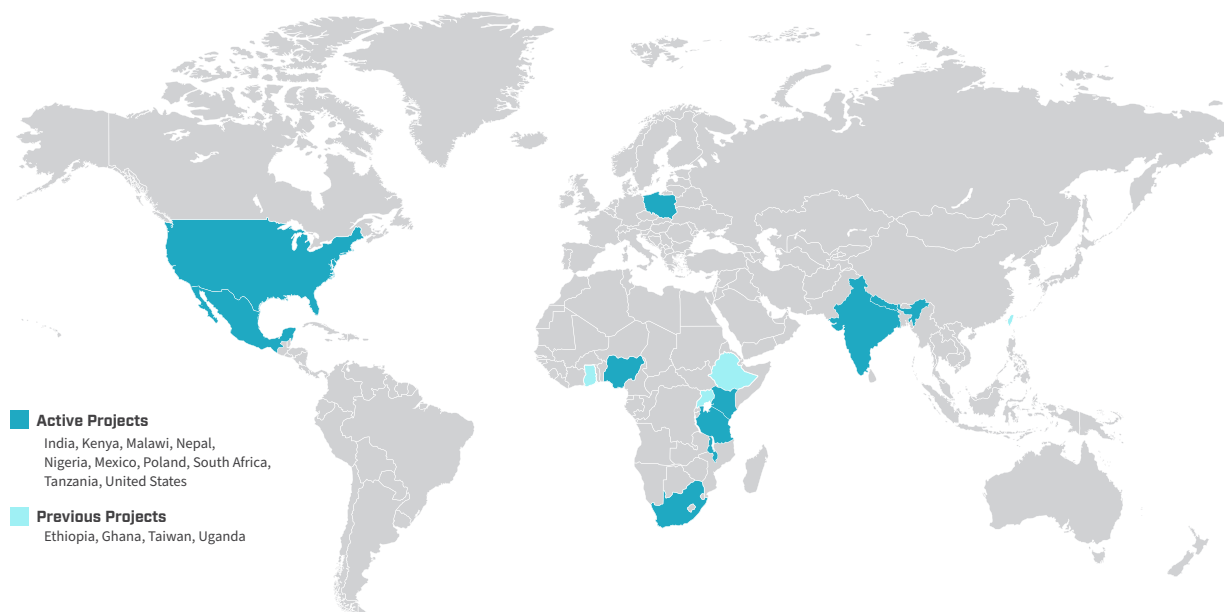 Active Projects
India, Kenya, Malawi, Nepal,
Nigeria, Mexico, Poland, South Africa,
Tanzania, United States
Previous Projects
Ethiopia, Ghana, Taiwan, Uganda